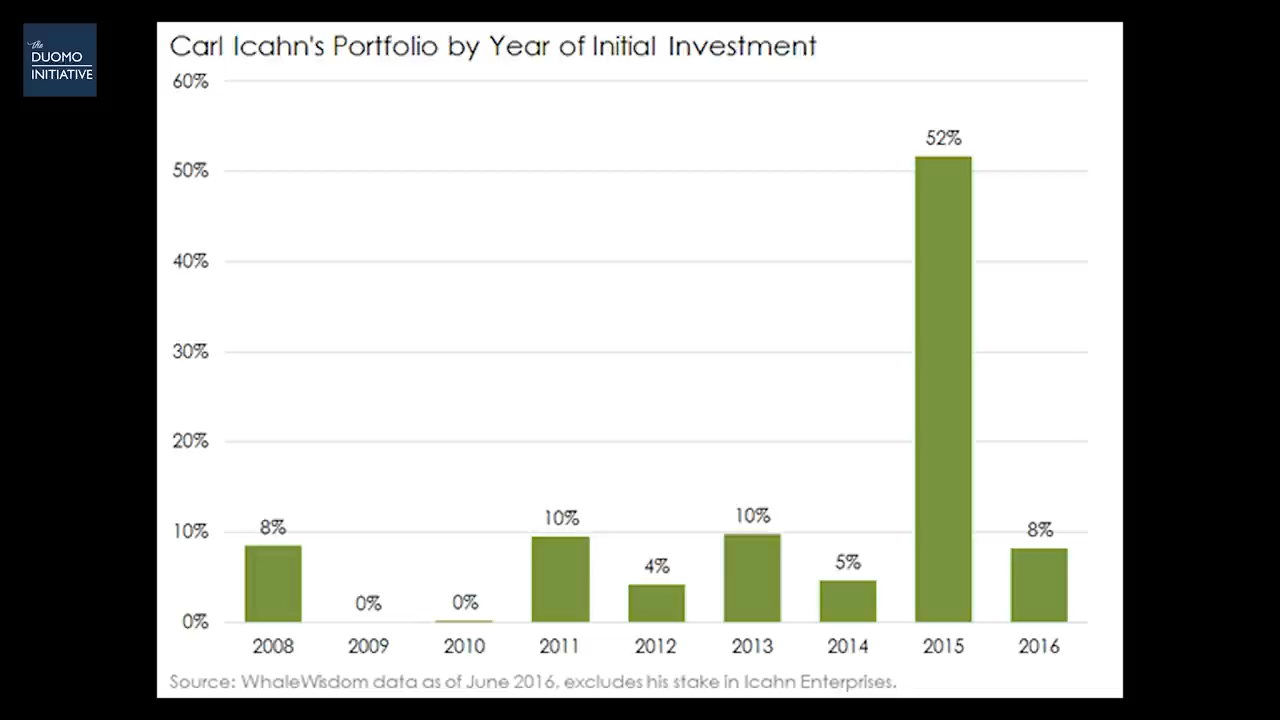 the
DUOMO
INITIATIVE
Carl Icahn's Portfolio by Year of Initial Investment
60%
50%
40%
30%
20%
10%
0%
8%
0%
0%
10%
4%
10%
5%
52%
8%
2008 2009 2010 2011 2012 2013 2014 2015 2016
Source: WhaleWisdom data as of June 2016, excludes his stake in Icahn Enterprises.